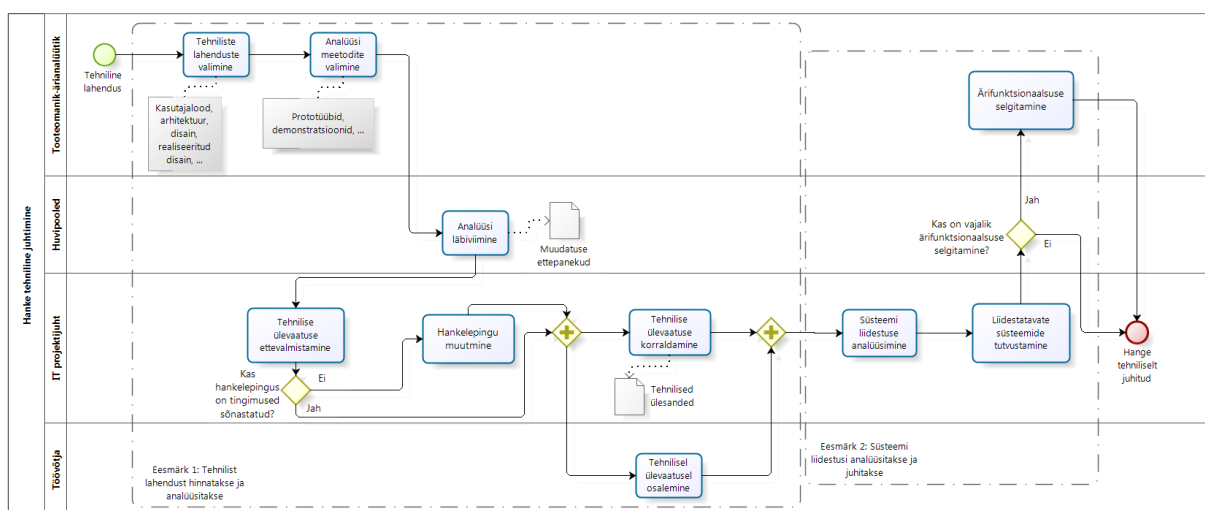 Hanke tehniline juhtimine
Tooteomanik-ärianalüütik
Tehniline
lahendus
Tehniliste
lahenduste
valimine
Analüüsi
meetodite
valimine
Kasutajalood,
arhitektuur,
disain,
realiseeritud
disain, ...
Prototüübid,
demonstratsioonid, ...
Ärifunktsionaalsuse
selgitamine
Huvipooled
Analüüsi
läbiviimine
Muudatuse
ettepanekud
Jah
Kas on vajalik
ärifunktsionaalsuse
selgitamine?
Ei
IT projektijuht
Tehnilise
ülevaatuse
ettevalmistamine
Kas
hankelepingus
on tingimused
sõnastatud?
Ei
Jah
Hankelepingu
muutmine
Tehnilise
ülevaatuse
korraldamine
Tehnilised
ülesanded
Süsteemi
liidestuse
analüüsimine
Liidestatavate
süsteemide
tutvustamine
Hange
tehniliselt
juhitud
Töövõtja
Eesmärk 1: Tehnilist
lahendust hinnatakse ja
analüüsitakse
Tehnilisel
ülevaatusel
osalemine
Eesmärk 2: Süsteemi
liidestusi analüüsitakse ja
juhitakse